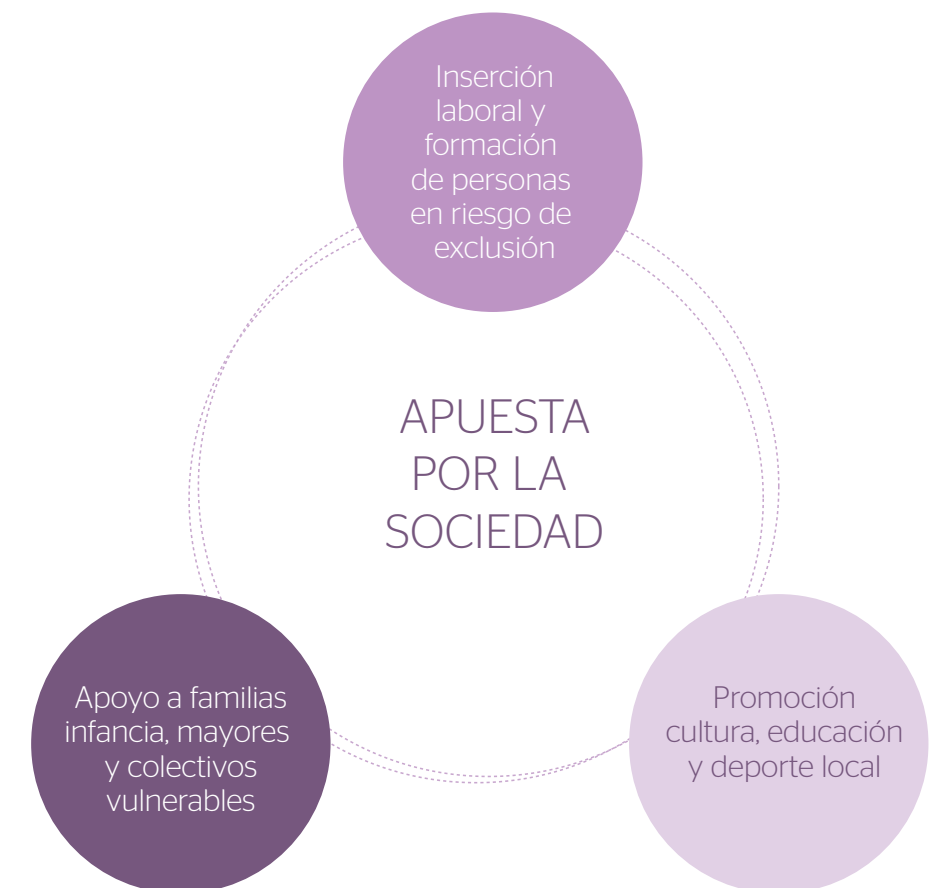 Inserción
laboral y
formación
de personas
en riesgo de
exclusión
APUESTA
POR LA
SOCIEDAD
Apoyo a familias
infancia, mayores
y colectivos
vulnerables
Promoción
cultura, educación
y deporte local